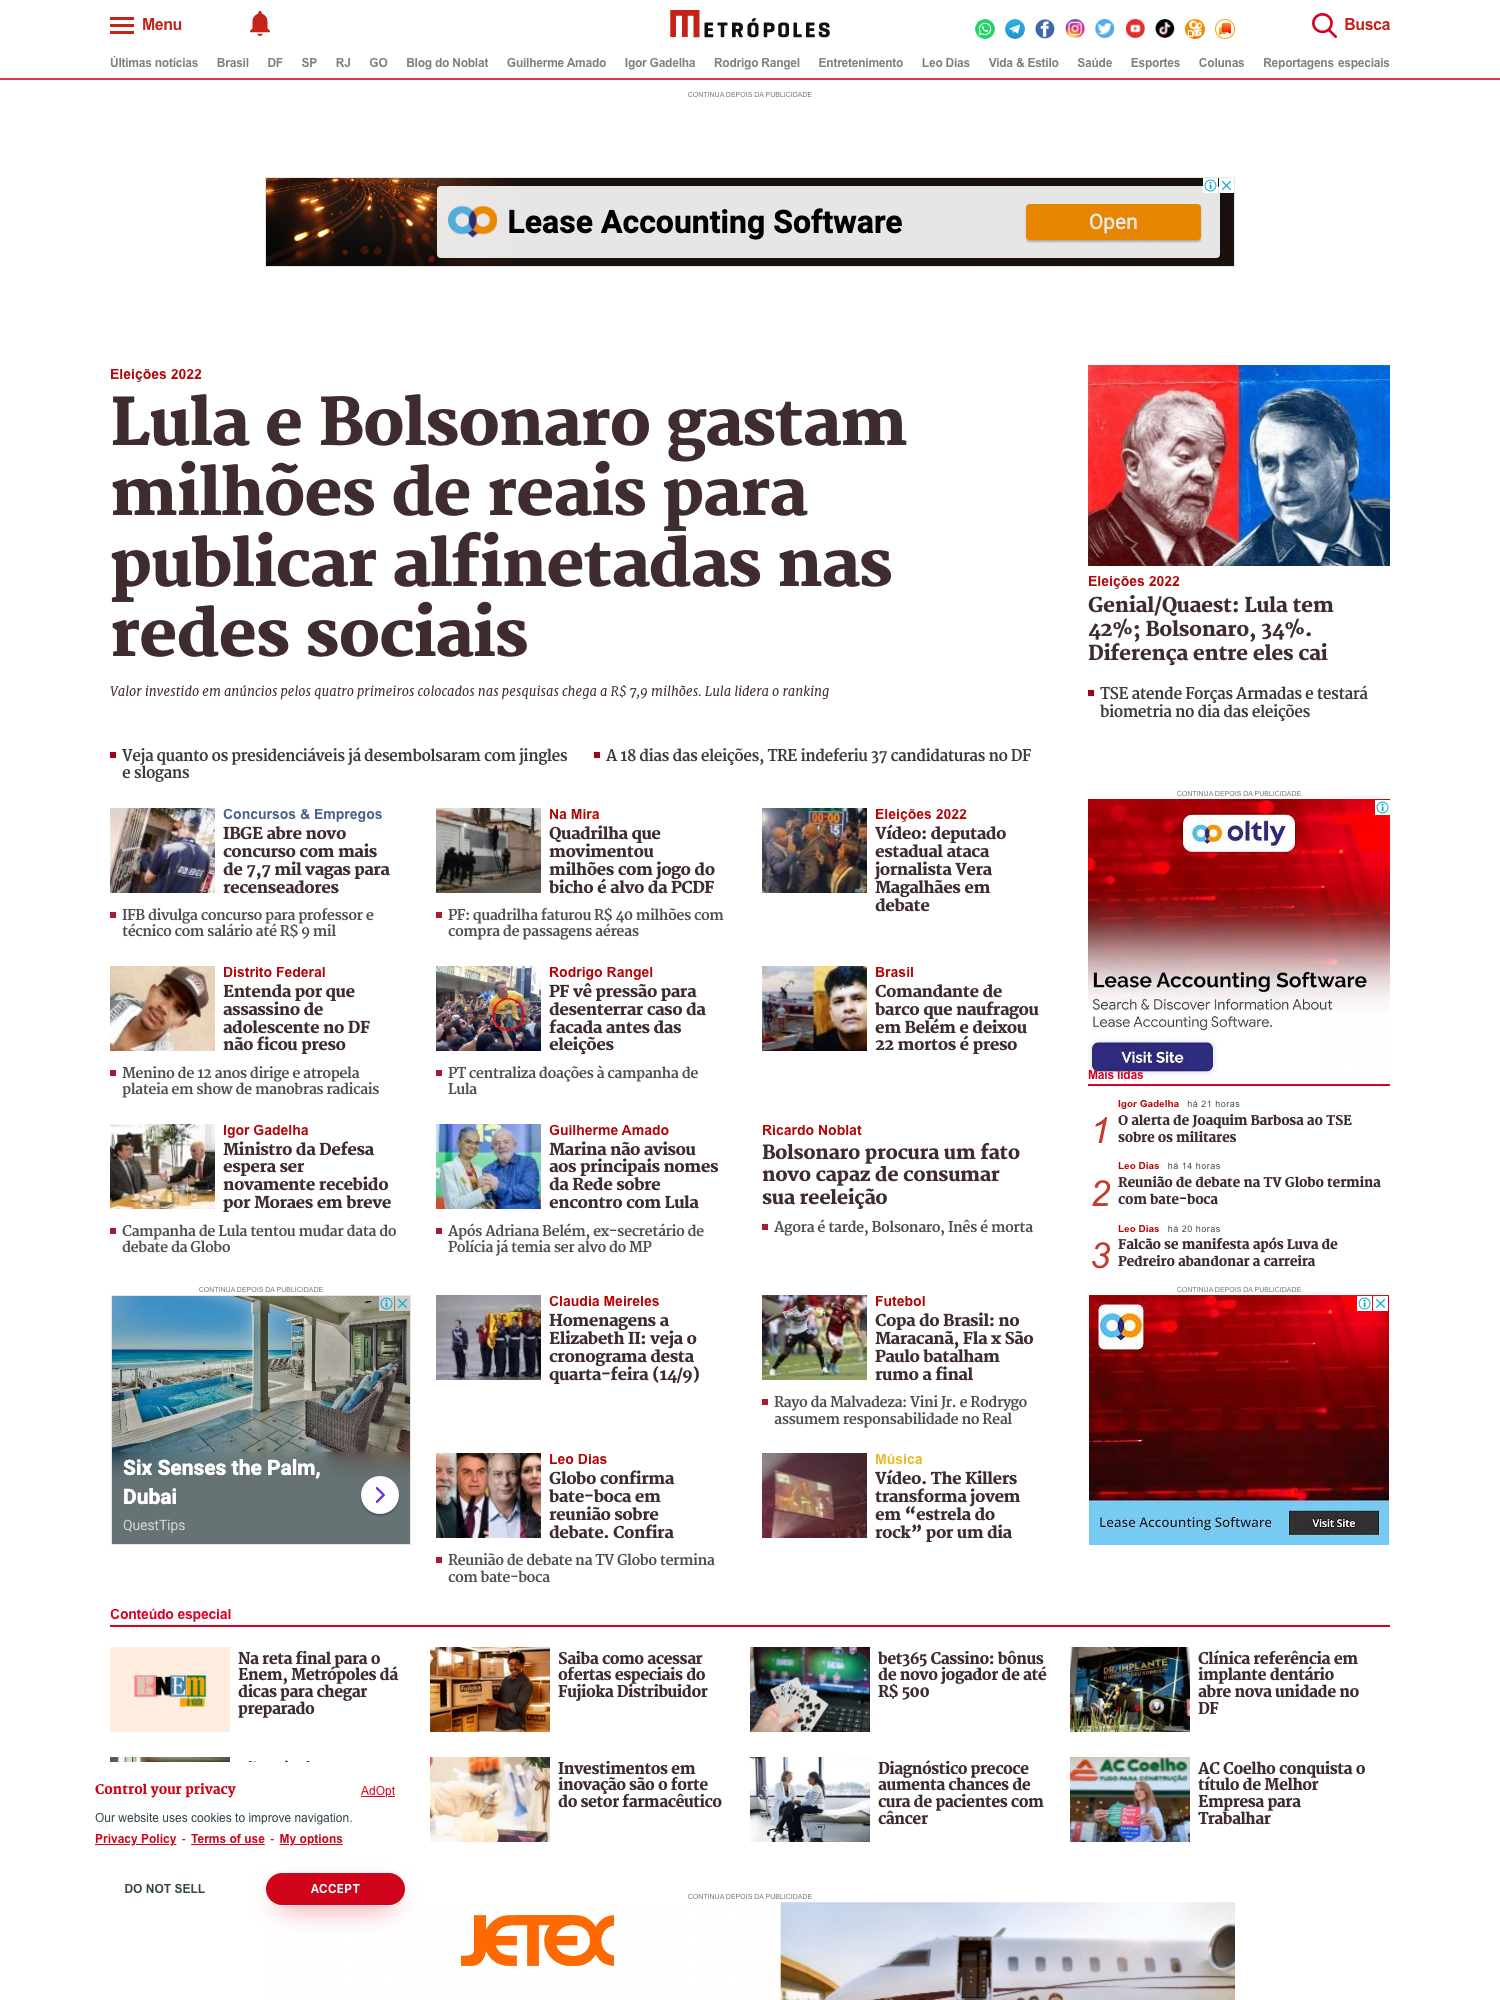 Menu
METRÓPOLES
Busca
Últimas notícias Brasil DF SP RJ GO Blog do Noblat Guilherme Amado Igor Gadelha Rodrigo Rangel Entretenimento Leo Dias Vida & Estilo Saúde Esportes Colunas Reportagens especiais
CONTINUA DEPOIS DA PUBLICIDADE
Lease Accounting Software
Open
Eleições 2022
Lula e Bolsonaro gastam
milhões de reais para
publicar alfinetadas nas
redes sociais
Valor investido em anúncios pelos quatro primeiros colocados nas pesquisas chega a R$ 7,9 milhões. Lula lidera o ranking
Veja quanto os presidenciáveis já desembolsaram com jingles
e slogans
A 18 dias das eleições, TRE indeferiu 37 candidaturas no DF
Eleições 2022
Genial/Quaest: Lula tem
42%; Bolsonaro, 34%.
Diferença entre eles cai
TSE atende Forças Armadas e testará
biometria no dia das eleições
Concursos & Empregos
IBGE abre novo
concurso com mais
de 7,7 mil vagas para
recenseadores
IFB divulga concurso para professor e
técnico com salário até R$ 9 mil
Na Mira
Quadrilha que
movimentou
milhões com jogo do
bicho é alvo da PCDF
PF: quadrilha faturou R$ 40 milhões com
compra de passagens aéreas
Eleições 2022
Vídeo: deputado
estadual ataca
jornalista Vera
Magalhães em
debate
Distrito Federal
Entenda por que
assassino de
adolescente no DF
não ficou preso
Menino de 12 anos dirige e atropela
plateia em show de manobras radicais
Rodrigo Rangel
PF vê pressão para
desenterrar caso da
facada antes das
eleições
PT centraliza doações à campanha de
Lula
Brasil
Comandante de
barco que naufragou
em Belém e deixou
22 mortos é preso
Igor Gadelha
Ministro da Defesa
espera ser
novamente recebido
por Moraes em breve
Campanha de Lula tentou mudar data do
debate da Globo
Guilherme Amado
Marina não avisou
aos principais nomes
da Rede sobre
encontro com Lula
Após Adriana Belém, ex-secretário de
Polícia já temia ser alvo do MP
Ricardo Noblat
Bolsonaro procura um fato
novo capaz de consumar
sua reeleição
Agora é tarde, Bolsonaro, Inês é morta
CONTINUA DEPOIS DA PUBLICIDADE
oltly
Lease Accounting Software
Search & Discover Information About
Lease Accounting Software.
Visit Site
Mais lidas
Igor Gadelha há 21 horas
1 O alerta de Joaquim Barbosa ao TSE
sobre os militares
Leo Dias há 14 horas
2 Reunião de debate na TV Globo termina
com bate-boca
Leo Dias há 20 horas
3 Falcão se manifesta após Luva de
Pedreiro abandonar a carreira
CONTINUA DEPOIS DA PUBLICIDADE
Six Senses the Palm,
Dubai
QuestTips
Claudia Meireles
Homenagens a
Elizabeth II: veja o
cronograma desta
quarta-feira (14/9)
Futebol
Copa do Brasil: no
Maracanã, Fla x São
Paulo batalham
rumo a final
Rayo da Malvadeza: Vini Jr. e Rodrygo
assumem responsabilidade no Real
Leo Dias
Globo confirma
bate-boca em
reunião sobre
debate. Confira
Reunião de debate na TV Globo termina
com bate-boca
Música
Vídeo. The Killers
transforma jovem
em “estrela do
rock” por um dia
CONTINUA DEPOIS DA PUBLICIDADE
Lease Accounting Software
Visit Site
Conteúdo especial
ENEM
à vista
Na reta final para o
Enem, Metrópoles dá
dicas para chegar
preparado
Saiba como acessar
ofertas especiais do
Fujioka Distribuidor
bet365 Cassino: bônus
de novo jogador de até
R$ 500
DR.IMPLANTE
Clínica referência em
implante dentário
abre nova unidade no
DF
Investimentos em
inovação são o forte
do setor farmacêutico
Diagnóstico precoce
aumenta chances de
cura de pacientes com
câncer
AC Coelho
TUDO PARA CONSTRUÇÃO
AC Coelho conquista o
título de Melhor
Empresa para
Trabalhar
Control your privacy
AdOpt
Our website uses cookies to improve navigation.
Privacy Policy - Terms of use - My options
DO NOT SELL
ACCEPT
CONTINUA DEPOIS DA PUBLICIDADE
JETEX